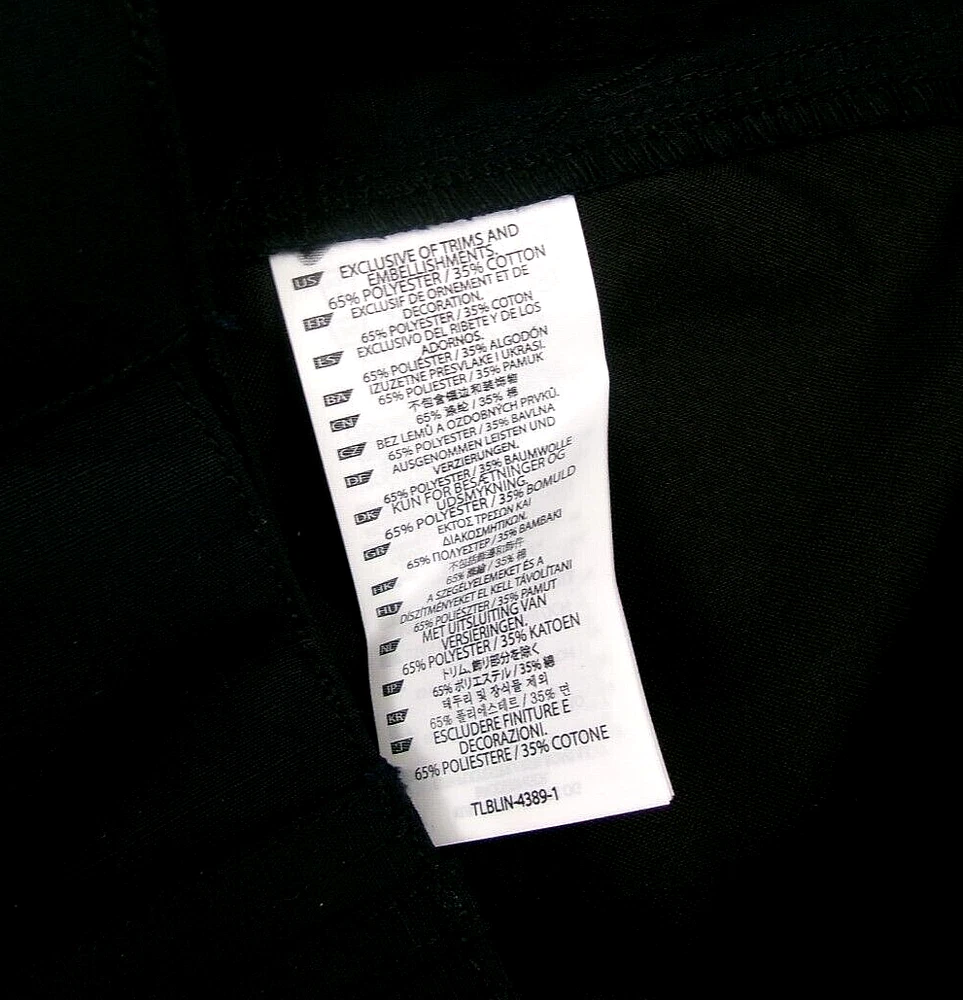 US EXCLUSIVE OF TRIMS AND
EMBELLISHMENTS.
65% POLYESTER / 35% COTTON
FR EXCLUSIF DE ORNEMENT ET DE
DECORATION.
65% POLYESTER / 35% COTON
ES EXCLUSIVO DEL RIBETE Y DE LOS
ADORNOS.
65% POLIÉSTER / 35% ALGODÓN
BA IZUZETNE PRESVLAKE I UKRASI.
65% POLYESTER / 35% PAMUK
CN 不包含镶边和装饰物
65% 涤纶 / 35% 棉
CZ BEZ LEMŮ A OZDOBNÝCH PRVKŮ.
65% POLYESTER / 35% BAVLNA
DE AUSGENOMMEN LEISTEN UND
VERZIERUNGEN.
65% POLYESTER / 35% BAUMWOLLE
DK KUN FOR BESÆTNINGER OG
UDSMYKNING.
65% POLYESTER / 35% BOMULD
GR ΕΚΤΟΣ ΤΡΕΣΩΝ ΚΑΙ
ΔΙΑΚΟΣΜΗΤΙΚΩΝ.
65% ΠΟΛΥΕΣΤΕΡ / 35% ΒΑΜΒΑΚΙ
HK 不包括飾邊和飾件
65% 滌綸 / 35% 棉
HU A SZEGÉLYELEMEKET ÉS A
DÍSZÍTMÉNYEKET EL KELL TÁVOLÍTANI
65% POLIÉSZTER / 35% PAMUT
NL MET UITSLUITING VAN
VERSIERINGEN.
65% POLYESTER / 35% KATOEN
JP トリム、飾り部分を除く
65% ポリエステル / 35% 綿
KR 테두리 및 장식물 제외
65% 폴리에스테르 / 35% 면
IT ESCLUDERE FINITURE E
DECORAZIONI.
65% POLIESTERE / 35% COTONE
TLBLIN-4389-1